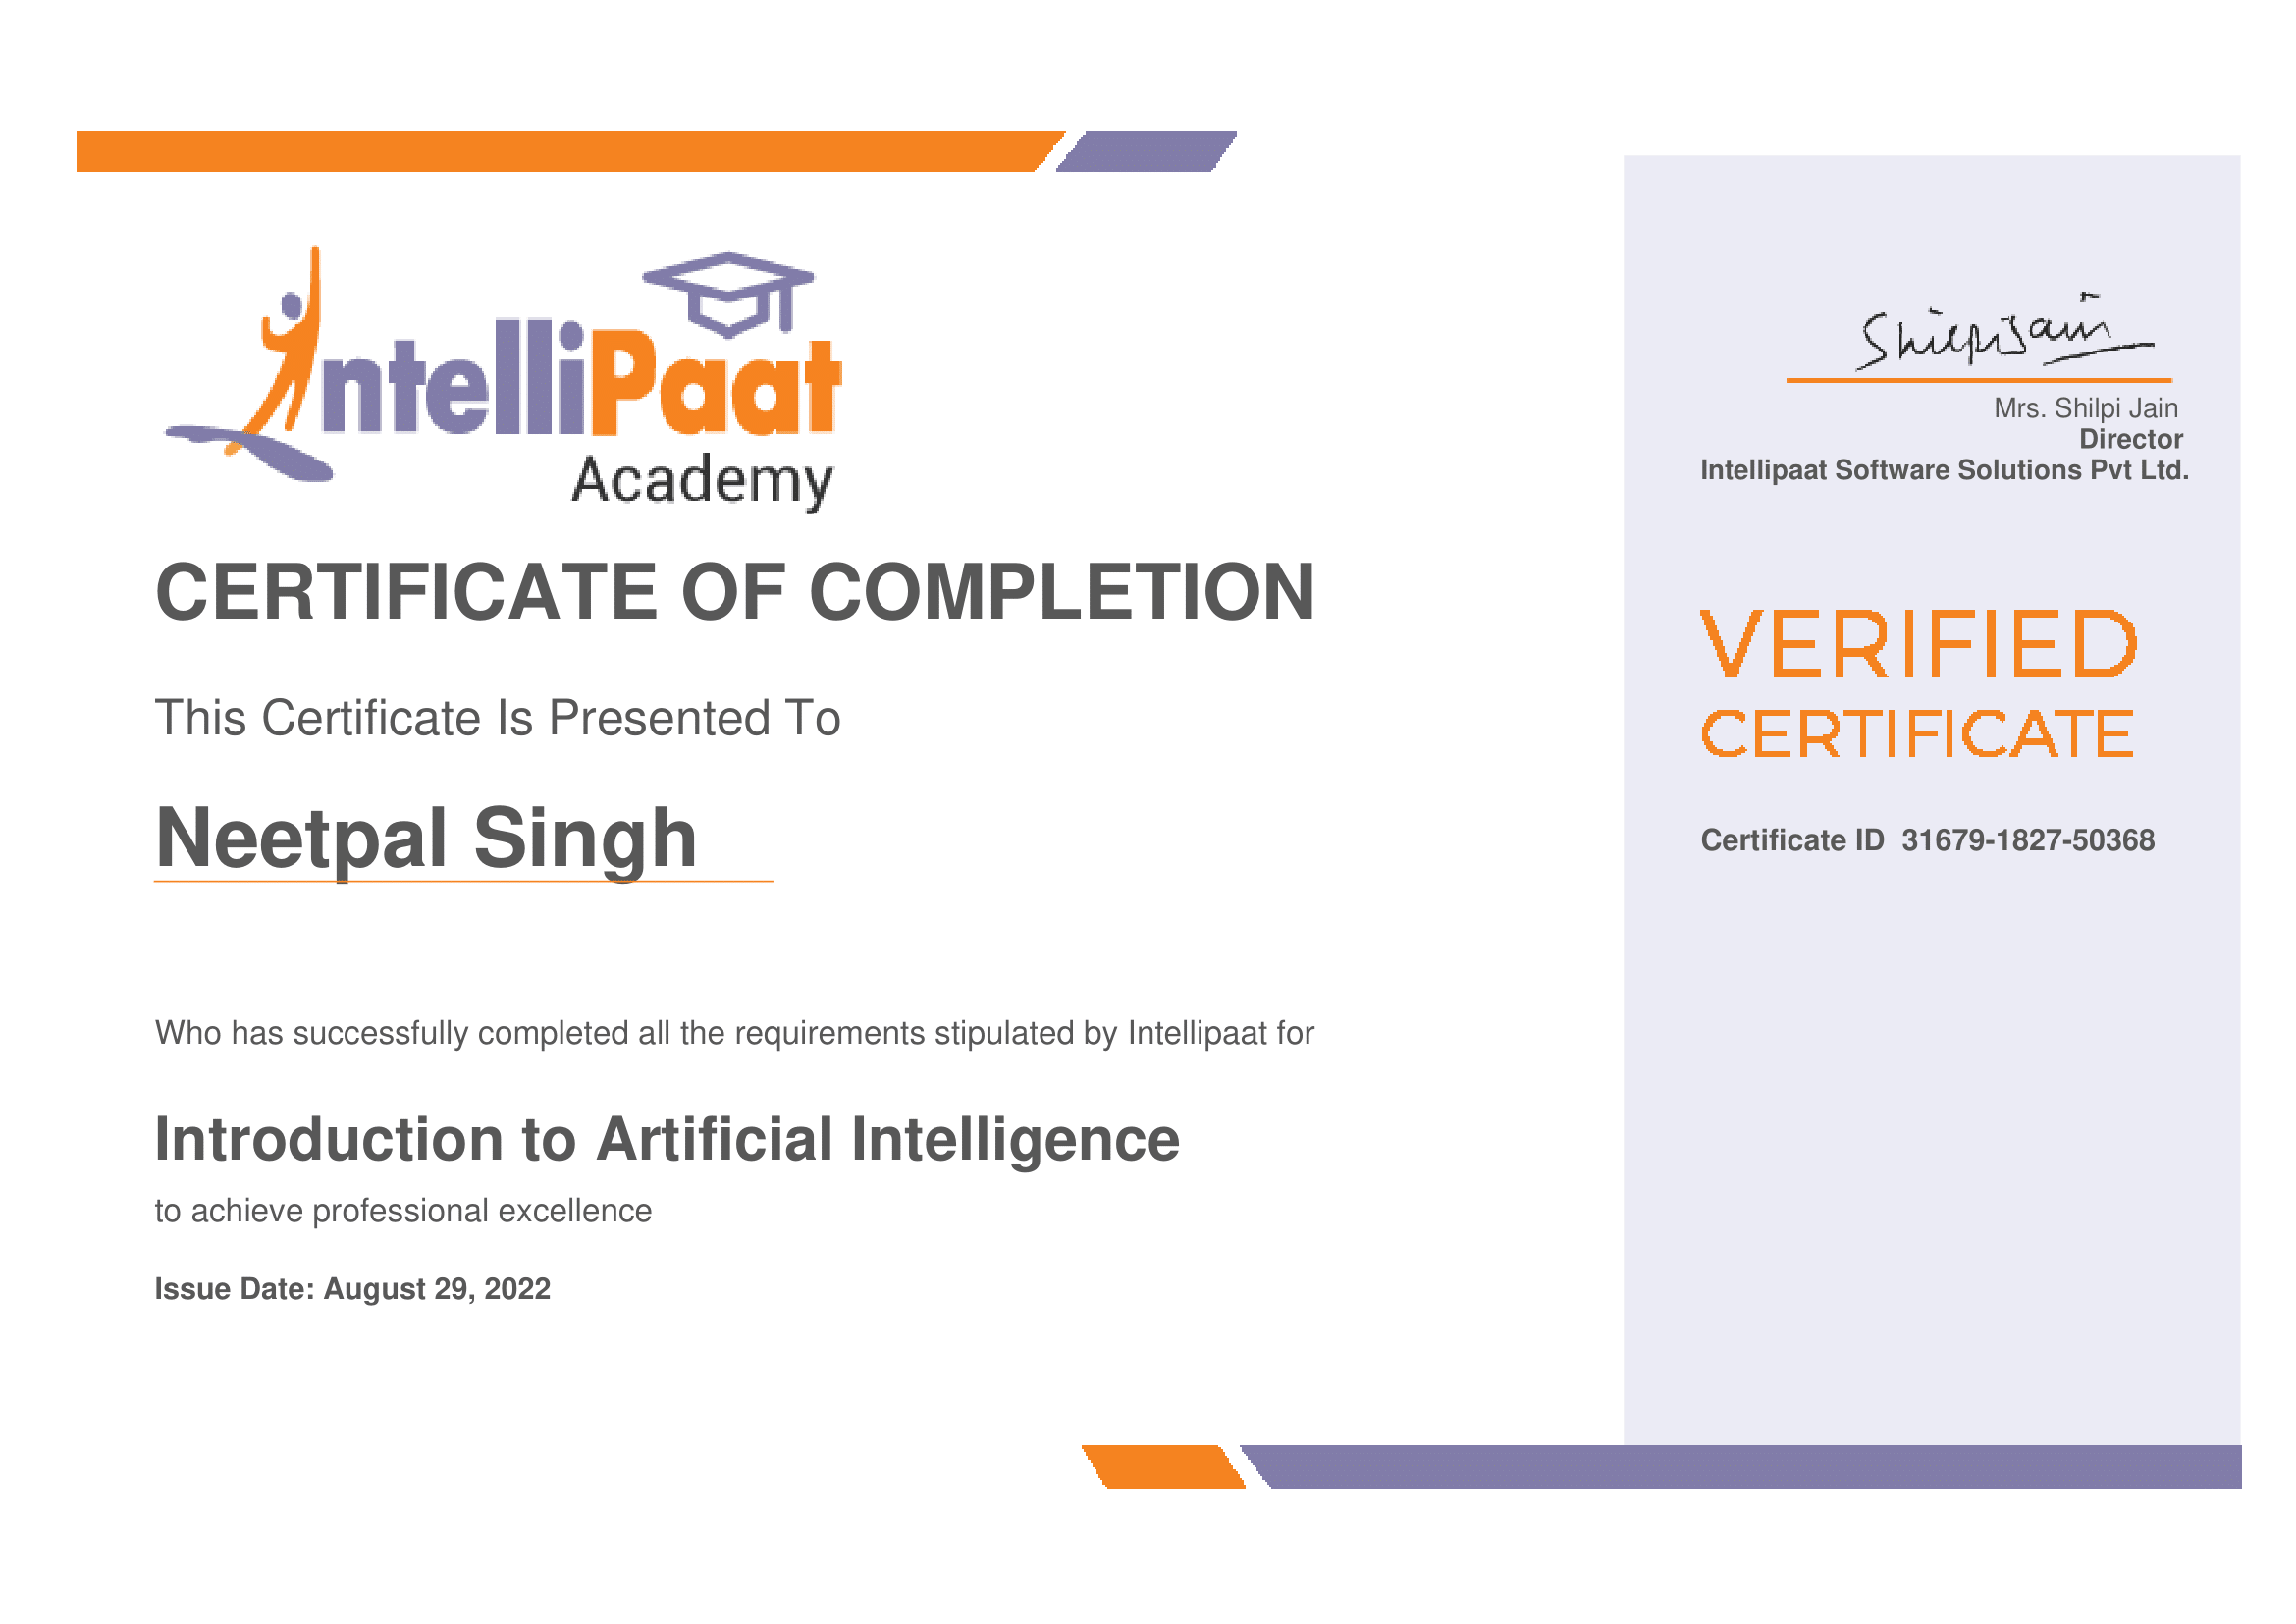 IntelliPaat
Academy
CERTIFICATE OF COMPLETION
This Certificate Is Presented To
Neetpal Singh
Who has successfully completed all the requirements stipulated by Intellipaat for
Introduction to Artificial Intelligence
to achieve professional excellence
Issue Date: August 29, 2022
Shilpi Jain
Mrs. Shilpi Jain
Director
Intellipaat Software Solutions Pvt Ltd.
VERIFIED
CERTIFICATE
Certificate ID 31679-1827-50368